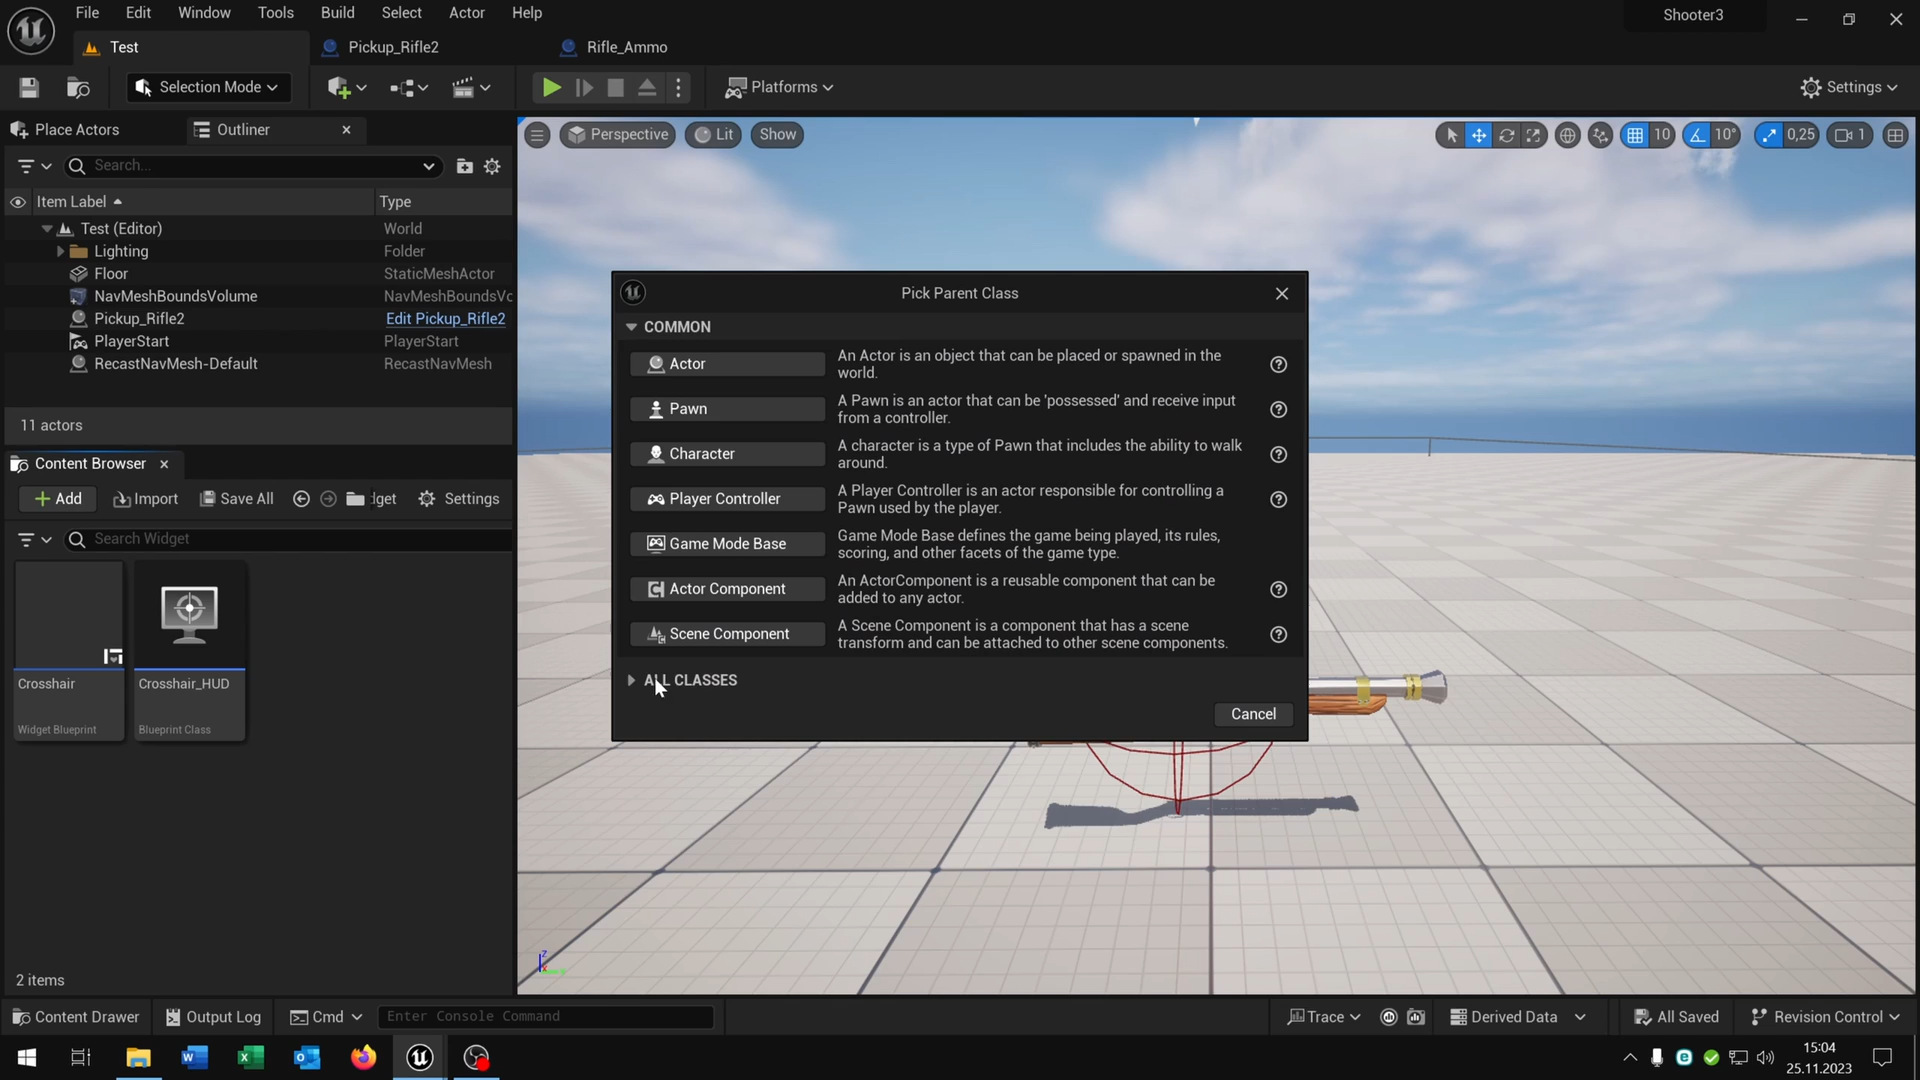 File Edit Window Tools Build Select Actor Help
Shooter3
Test
Pickup_Rifle2
Rifle_Ammo
Selection Mode
Platforms
Settings
Place Actors
Outliner
Perspective
Lit
Show
10
10°
0,25
1
Search...
Item Label
Type
Test (Editor)
World
Lighting
Folder
Floor
StaticMeshActor
NavMeshBoundsVolume
NavMeshBoundsVc
Pickup_Rifle2
Edit Pickup_Rifle2
PlayerStart
PlayerStart
RecastNavMesh-Default
RecastNavMesh
11 actors
Content Browser
Add
Import
Save All
dget
Settings
Search Widget
Crosshair
Widget Blueprint
Crosshair_HUD
Blueprint Class
2 items
Pick Parent Class
COMMON
Actor
An Actor is an object that can be placed or spawned in the
world.
Pawn
A Pawn is an actor that can be 'possessed' and receive input
from a controller.
Character
A character is a type of Pawn that includes the ability to walk
around.
Player Controller
A Player Controller is an actor responsible for controlling a
Pawn used by the player.
Game Mode Base
Game Mode Base defines the game being played, its rules,
scoring, and other facets of the game type.
Actor Component
An ActorComponent is a reusable component that can be
added to any actor.
Scene Component
A Scene Component is a component that has a scene
transform and can be attached to other scene components.
ALL CLASSES
Cancel
Z
Content Drawer
Output Log
Cmd
Enter Console Command
Trace
Derived Data
All Saved
Revision Control
15:04
25.11.2023